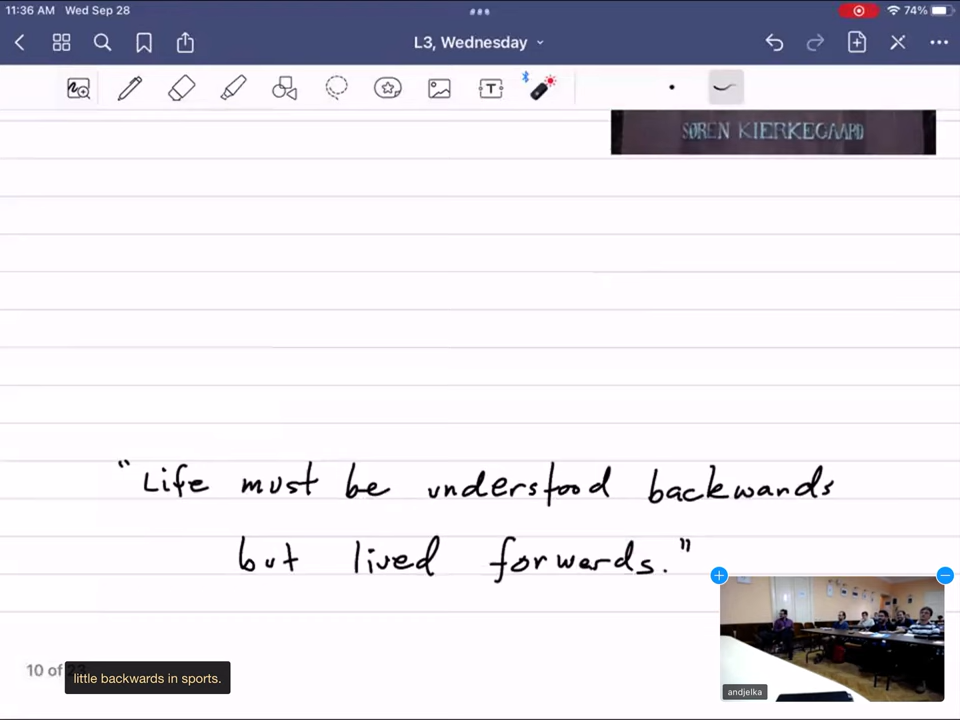 11:36 AM Wed Sep 28
74%
L3, Wednesday
T
SØREN KIERKEGAARD
"Life must be understood backwards
but lived forwards."
10 of
little backwards in sports.
andjelka